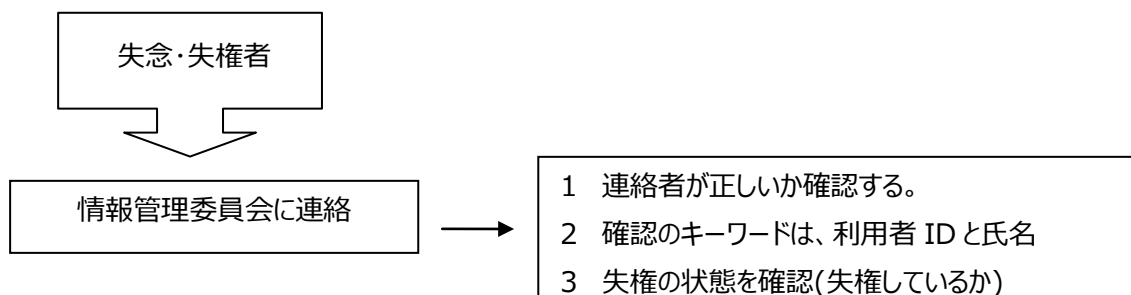 失念・失権者
情報管理委員会に連絡
1 連絡者が正しいか確認する。
2 確認のキーワードは、利用者 ID と氏名
3 失権の状態を確認(失権しているか)